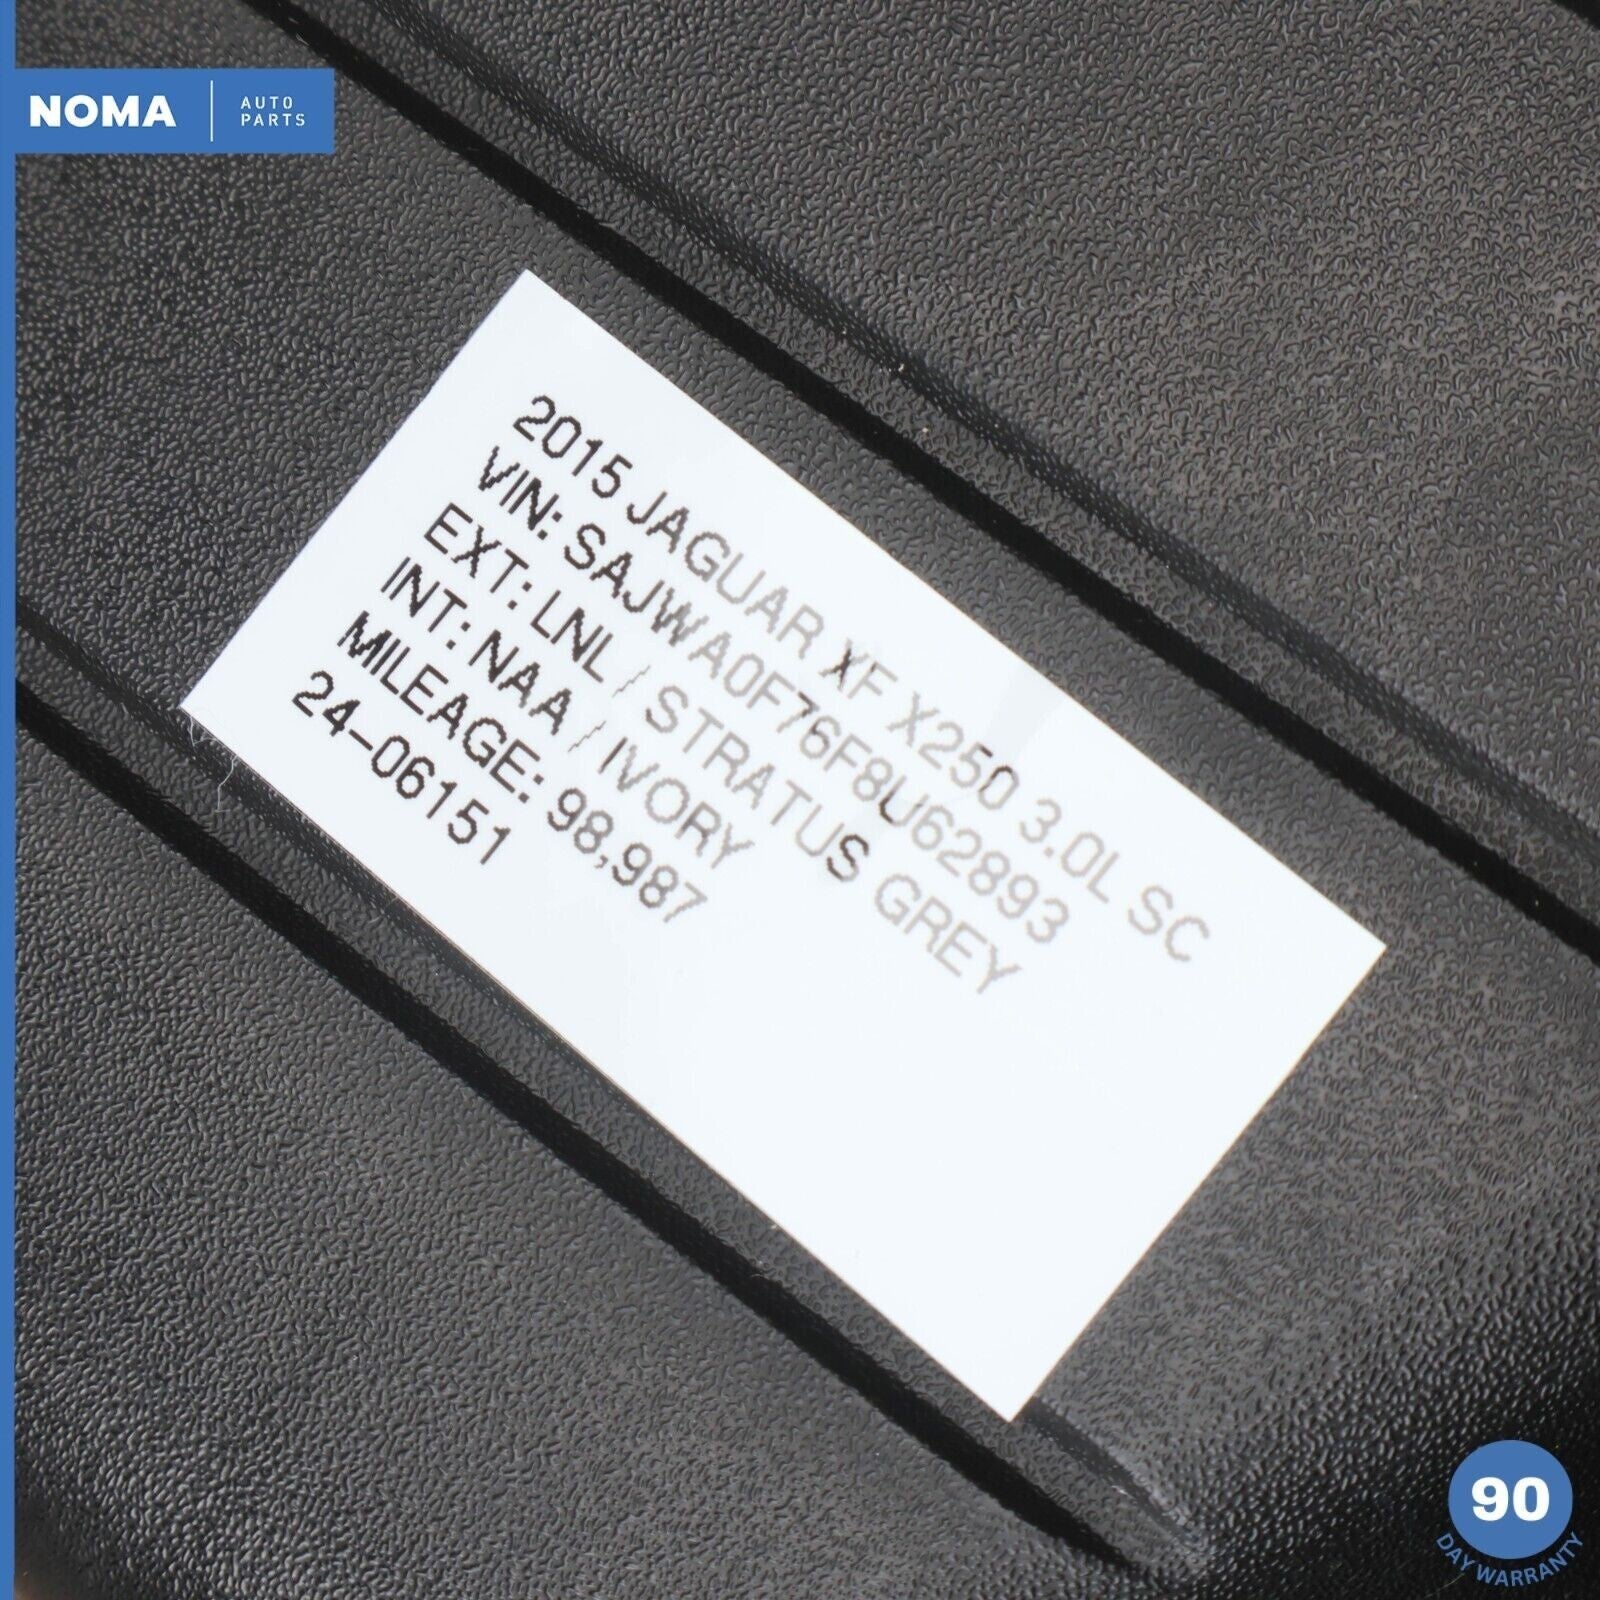 NOMA
AUTO
PARTS
2015 JAGUAR XF X250 3.0L SC
VIN: SAJWA0F76F8U62893
EXT: LNL / STRATUS GREY
INT: NAA / IVORY
MILEAGE: 98,987
24-06151
90
DAY WARRANTY